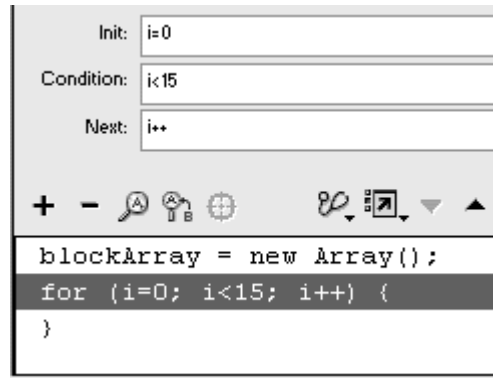 Init: i=0
Condition: i<15
Next: i++
blockArray = new Array();
for (i=0; i<15; i++) {
}